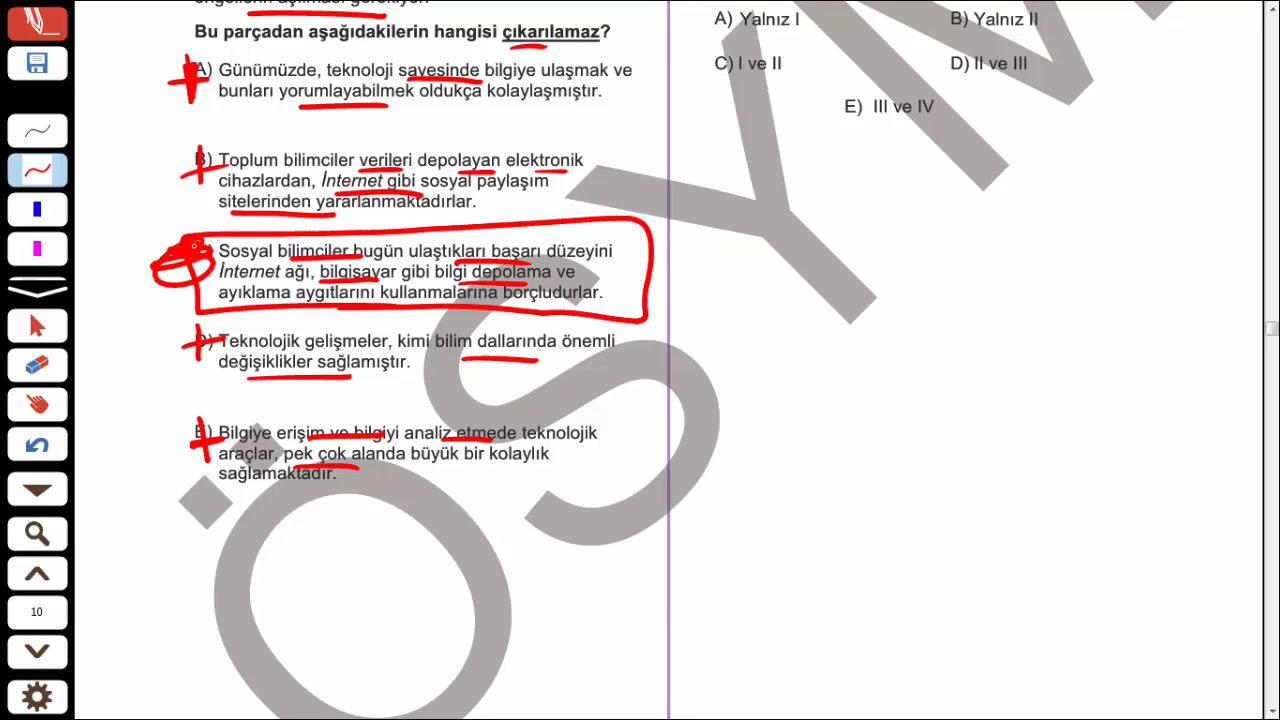 Bu parçadan aşağıdakilerin hangisi çıkarılamaz?
A) Günümüzde, teknoloji sayesinde bilgiye ulaşmak ve
bunları yorumlayabilmek oldukça kolaylaşmıştır.
B) Toplum bilimciler verileri depolayan elektronik
cihazlardan, İnternet gibi sosyal paylaşım
sitelerinden yararlanmaktadırlar.
Sosyal bilimciler bugün ulaştıkları başarı düzeyini
İnternet ağı, bilgisayar gibi bilgi depolama ve
ayıklama aygıtlarını kullanmalarına borçludurlar.
D) Teknolojik gelişmeler, kimi bilim dallarında önemli
değişiklikler sağlamıştır.
E) Bilgiye erişim ve bilgiyi analiz etmede teknolojik
araçlar, pek çok alanda büyük bir kolaylık
sağlamaktadır.
A) Yalnız I B) Yalnız II
C) I ve II D) II ve III
E) III ve IV
ÖSYM
10